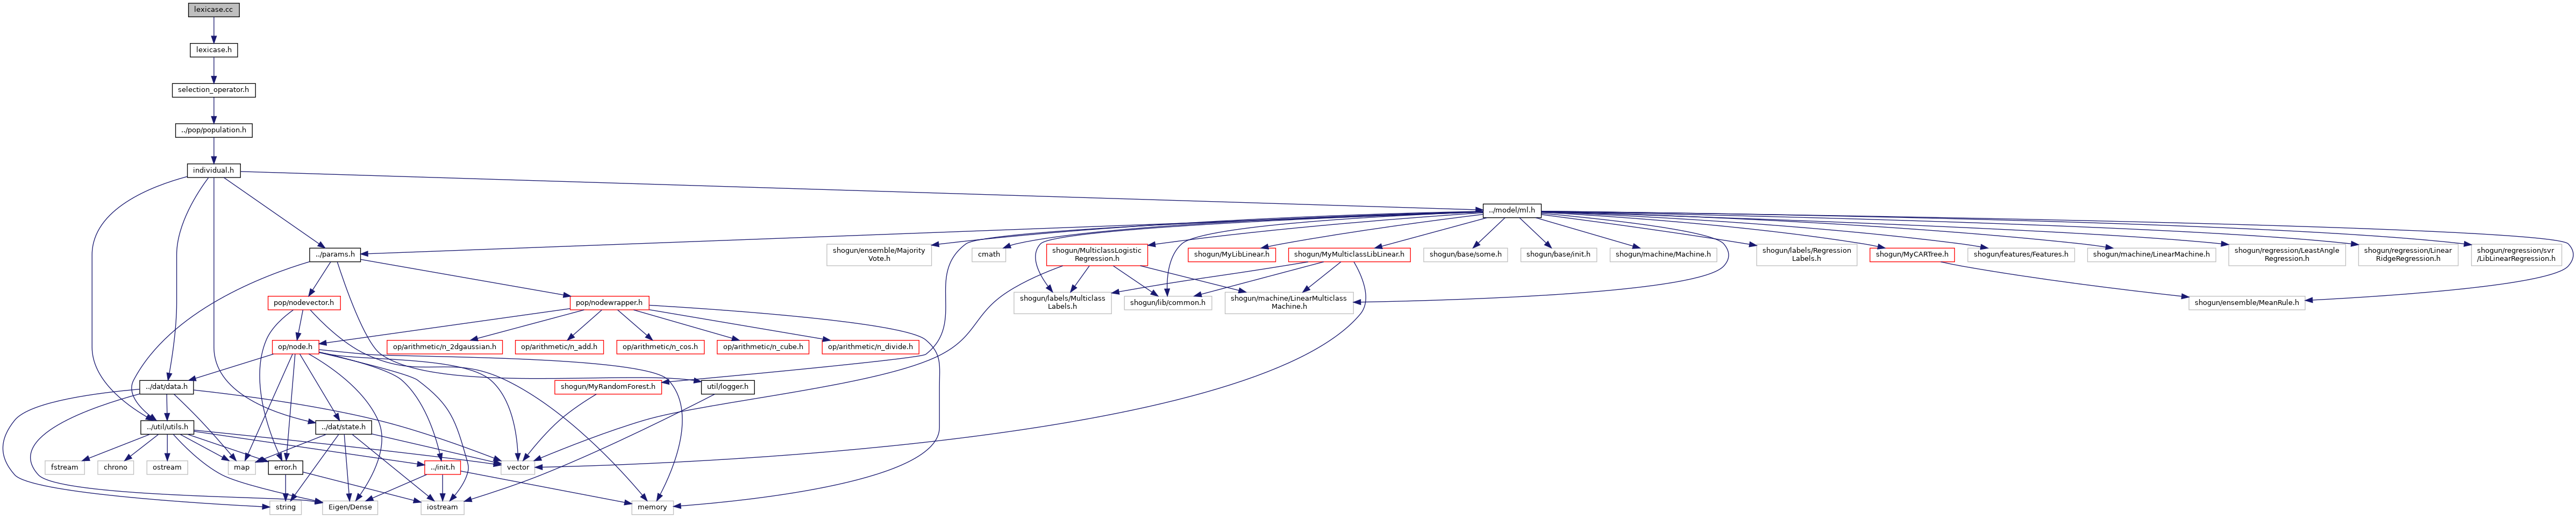 lexicase.cc
lexicase.h
selection_operator.h
../pop/population.h
individual.h
../model/ml.h
../params.h
shogun/ensemble/Majority
Vote.h
cmath
shogun/MulticlassLogistic
Regression.h
shogun/MyLibLinear.h
shogun/MyMulticlassLibLinear.h
shogun/base/some.h
shogun/base/init.h
shogun/machine/Machine.h
shogun/labels/Regression
Labels.h
shogun/MyCARTree.h
shogun/features/Features.h
shogun/machine/LinearMachine.h
shogun/regression/LeastAngle
Regression.h
shogun/regression/Linear
RidgeRegression.h
shogun/regression/svr
/LibLinearRegression.h
pop/nodevector.h
pop/nodewrapper.h
shogun/labels/Multiclass
Labels.h
shogun/lib/common.h
shogun/machine/LinearMulticlass
Machine.h
shogun/ensemble/MeanRule.h
op/node.h
op/arithmetic/n_2dgaussian.h
op/arithmetic/n_add.h
op/arithmetic/n_cos.h
op/arithmetic/n_cube.h
op/arithmetic/n_divide.h
../dat/data.h
shogun/MyRandomForest.h
util/logger.h
../util/utils.h
../dat/state.h
fstream
chrono
ostream
map
error.h
../init.h
vector
string
Eigen/Dense
iostream
memory